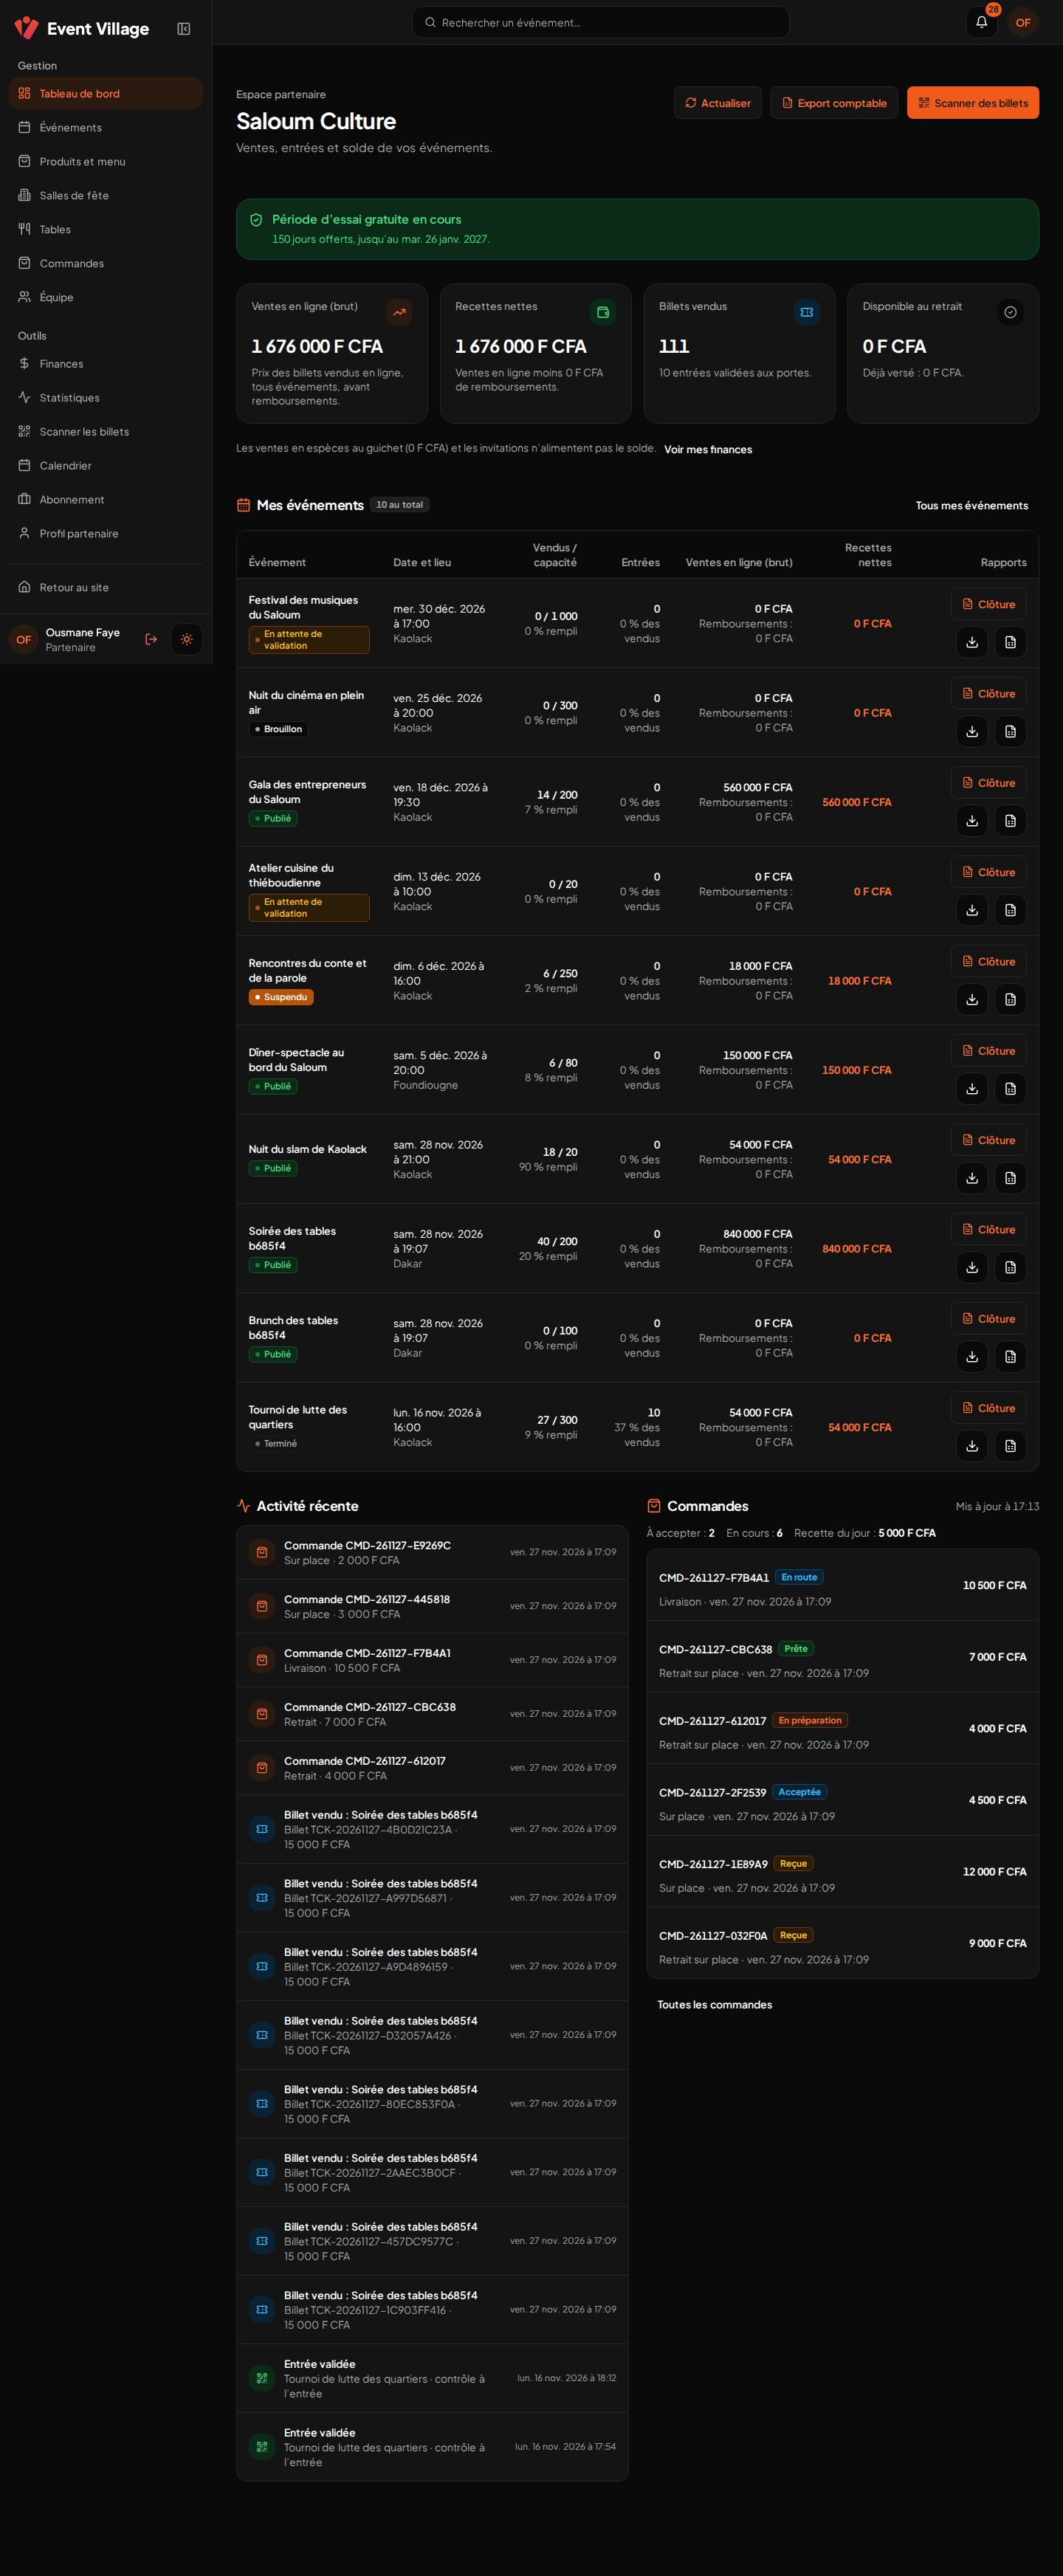 Event Village
Gestion
Tableau de bord
Événements
Produits et menu
Salles de fête
Tables
Commandes
Équipe
Outils
Finances
Statistiques
Scanner les billets
Calendrier
Abonnement
Profil partenaire
Retour au site
OF
Ousmane Faye
Partenaire
Rechercher un événement...
28
OF
Espace partenaire
Saloum Culture
Ventes, entrées et solde de vos événements.
Actualiser
Export comptable
Scanner des billets
Période d'essai gratuite en cours
150 jours offerts, jusqu'au mar. 26 janv. 2027.
Ventes en ligne (brut)
1 676 000 F CFA
Prix des billets vendus en ligne,
tous événements, avant
remboursements.
Recettes nettes
1 676 000 F CFA
Ventes en ligne moins 0 F CFA
de remboursements.
Billets vendus
111
10 entrées validées aux portes.
Disponible au retrait
0 F CFA
Déjà versé : 0 F CFA.
Les ventes en espèces au guichet (0 F CFA) et les invitations n'alimentent pas le solde. Voir mes finances
Mes événements 10 au total
Tous mes événements
Événement
Date et lieu
Vendus /
capacité
Entrées
Ventes en ligne (brut)
Recettes
nettes
Rapports
Festival des musiques
du Saloum
En attente de
validation
mer. 30 déc. 2026
à 17:00
Kaolack
0 / 1 000
0 % rempli
0
0 % des
vendus
0 F CFA
Remboursements :
0 F CFA
0 F CFA
Clôture
Nuit du cinéma en plein
air
Brouillon
ven. 25 déc. 2026
à 20:00
Kaolack
0 / 300
0 % rempli
0
0 % des
vendus
0 F CFA
Remboursements :
0 F CFA
0 F CFA
Clôture
Gala des entrepreneurs
du Saloum
Publié
ven. 18 déc. 2026 à
19:30
Kaolack
14 / 200
7 % rempli
0
0 % des
vendus
560 000 F CFA
Remboursements :
0 F CFA
560 000 F CFA
Clôture
Atelier cuisine du
thiéboudienne
En attente de
validation
dim. 13 déc. 2026
à 10:00
Kaolack
0 / 20
0 % rempli
0
0 % des
vendus
0 F CFA
Remboursements :
0 F CFA
0 F CFA
Clôture
Rencontres du conte et
de la parole
Suspendu
dim. 6 déc. 2026 à
16:00
Kaolack
6 / 250
2 % rempli
0
0 % des
vendus
18 000 F CFA
Remboursements :
0 F CFA
18 000 F CFA
Clôture
Dîner-spectacle au
bord du Saloum
Publié
sam. 5 déc. 2026 à
20:00
Foundiougne
6 / 80
8 % rempli
0
0 % des
vendus
150 000 F CFA
Remboursements :
0 F CFA
150 000 F CFA
Clôture
Nuit du slam de Kaolack
Publié
sam. 28 nov. 2026
à 21:00
Kaolack
18 / 20
90 % rempli
0
0 % des
vendus
54 000 F CFA
Remboursements :
0 F CFA
54 000 F CFA
Clôture
Soirée des tables
b685f4
Publié
sam. 28 nov. 2026
à 19:07
Dakar
40 / 200
20 % rempli
0
0 % des
vendus
840 000 F CFA
Remboursements :
0 F CFA
840 000 F CFA
Clôture
Brunch des tables
b685f4
Publié
sam. 28 nov. 2026
à 19:07
Dakar
0 / 100
0 % rempli
0
0 % des
vendus
0 F CFA
Remboursements :
0 F CFA
0 F CFA
Clôture
Tournoi de lutte des
quartiers
Terminé
lun. 16 nov. 2026 à
16:00
Kaolack
27 / 300
9 % rempli
10
37 % des
vendus
54 000 F CFA
Remboursements :
0 F CFA
54 000 F CFA
Clôture
Activité récente
Commande CMD-261127-E9269C
Sur place · 2 000 F CFA
ven. 27 nov. 2026 à 17:09
Commande CMD-261127-445818
Sur place · 3 000 F CFA
ven. 27 nov. 2026 à 17:09
Commande CMD-261127-F7B4A1
Livraison · 10 500 F CFA
ven. 27 nov. 2026 à 17:09
Commande CMD-261127-CBC638
Retrait · 7 000 F CFA
ven. 27 nov. 2026 à 17:09
Commande CMD-261127-612017
Retrait · 4 000 F CFA
ven. 27 nov. 2026 à 17:09
Billet vendu : Soirée des tables b685f4
Billet TCK-20261127-4B0D21C23A ·
15 000 F CFA
ven. 27 nov. 2026 à 17:09
Billet vendu : Soirée des tables b685f4
Billet TCK-20261127-A997D56871 ·
15 000 F CFA
ven. 27 nov. 2026 à 17:09
Billet vendu : Soirée des tables b685f4
Billet TCK-20261127-A9D4896159 ·
15 000 F CFA
ven. 27 nov. 2026 à 17:09
Billet vendu : Soirée des tables b685f4
Billet TCK-20261127-D32057A426 ·
15 000 F CFA
ven. 27 nov. 2026 à 17:09
Billet vendu : Soirée des tables b685f4
Billet TCK-20261127-80EC853F0A ·
15 000 F CFA
ven. 27 nov. 2026 à 17:09
Billet vendu : Soirée des tables b685f4
Billet TCK-20261127-2AAEC3B0CF ·
15 000 F CFA
ven. 27 nov. 2026 à 17:09
Billet vendu : Soirée des tables b685f4
Billet TCK-20261127-457DC9577C ·
15 000 F CFA
ven. 27 nov. 2026 à 17:09
Billet vendu : Soirée des tables b685f4
Billet TCK-20261127-1C903FF416 ·
15 000 F CFA
ven. 27 nov. 2026 à 17:09
Entrée validée
Tournoi de lutte des quartiers · contrôle à
l'entrée
lun. 16 nov. 2026 à 18:12
Entrée validée
Tournoi de lutte des quartiers · contrôle à
l'entrée
lun. 16 nov. 2026 à 17:54
Commandes
Mis à jour à 17:13
À accepter : 2 En cours : 6 Recette du jour : 5 000 F CFA
CMD-261127-F7B4A1 En route
Livraison · ven. 27 nov. 2026 à 17:09
10 500 F CFA
CMD-261127-CBC638 Prête
Retrait sur place · ven. 27 nov. 2026 à 17:09
7 000 F CFA
CMD-261127-612017 En préparation
Retrait sur place · ven. 27 nov. 2026 à 17:09
4 000 F CFA
CMD-261127-2F2539 Acceptée
Sur place · ven. 27 nov. 2026 à 17:09
4 500 F CFA
CMD-261127-1E89A9 Reçue
Sur place · ven. 27 nov. 2026 à 17:09
12 000 F CFA
CMD-261127-032F0A Reçue
Retrait sur place · ven. 27 nov. 2026 à 17:09
9 000 F CFA
Toutes les commandes